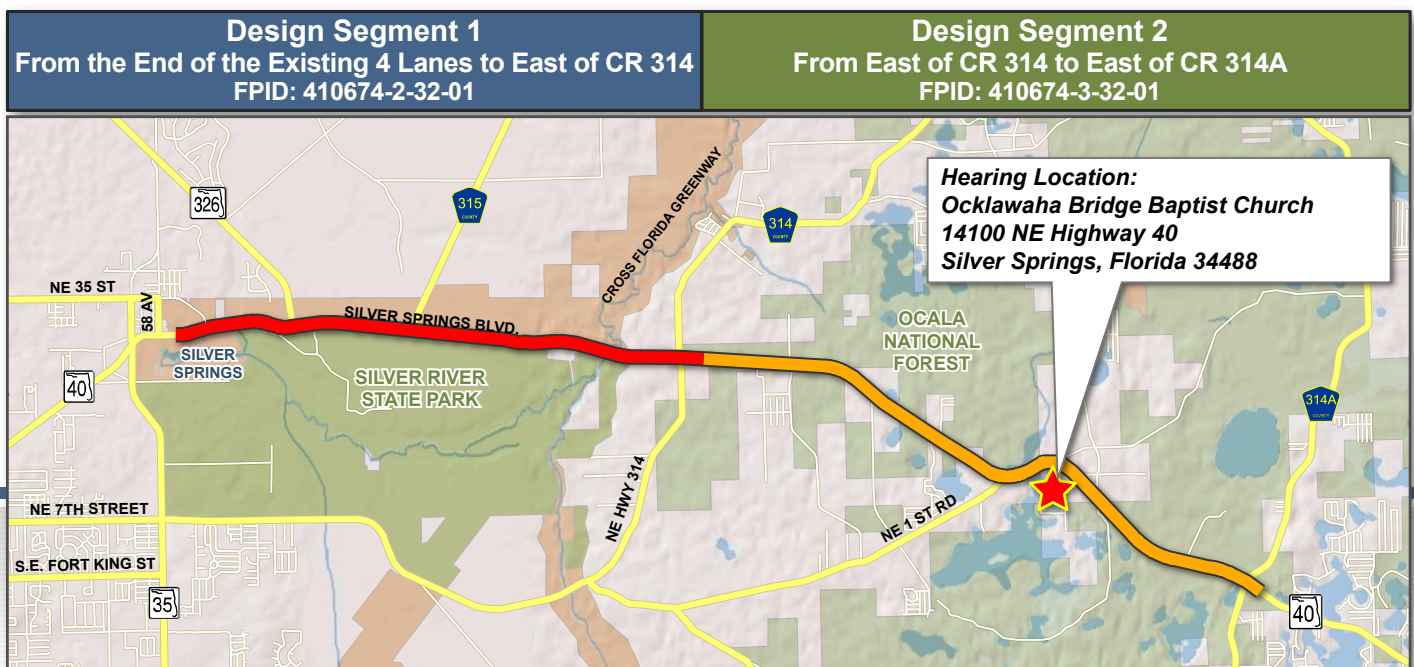 Design Segment 1
From the End of the Existing 4 Lanes to East of CR 314
FPID: 410674-2-32-01
Design Segment 2
From East of CR 314 to East of CR 314A
FPID: 410674-3-32-01
326
315
COUNTY
CROSS FLORIDA GREENWAY
314
COUNTY
Hearing Location:
Ocklawaha Bridge Baptist Church
14100 NE Highway 40
Silver Springs, Florida 34488
NE 35 ST
58 AV
SILVER SPRINGS BLVD.
SILVER
SPRINGS
SILVER RIVER
STATE PARK
OCALA
NATIONAL
FOREST
40
314A
COUNTY
NE HWY 314
NE 1 ST RD
NE 7TH STREET
S.E. FORT KING ST
35
40